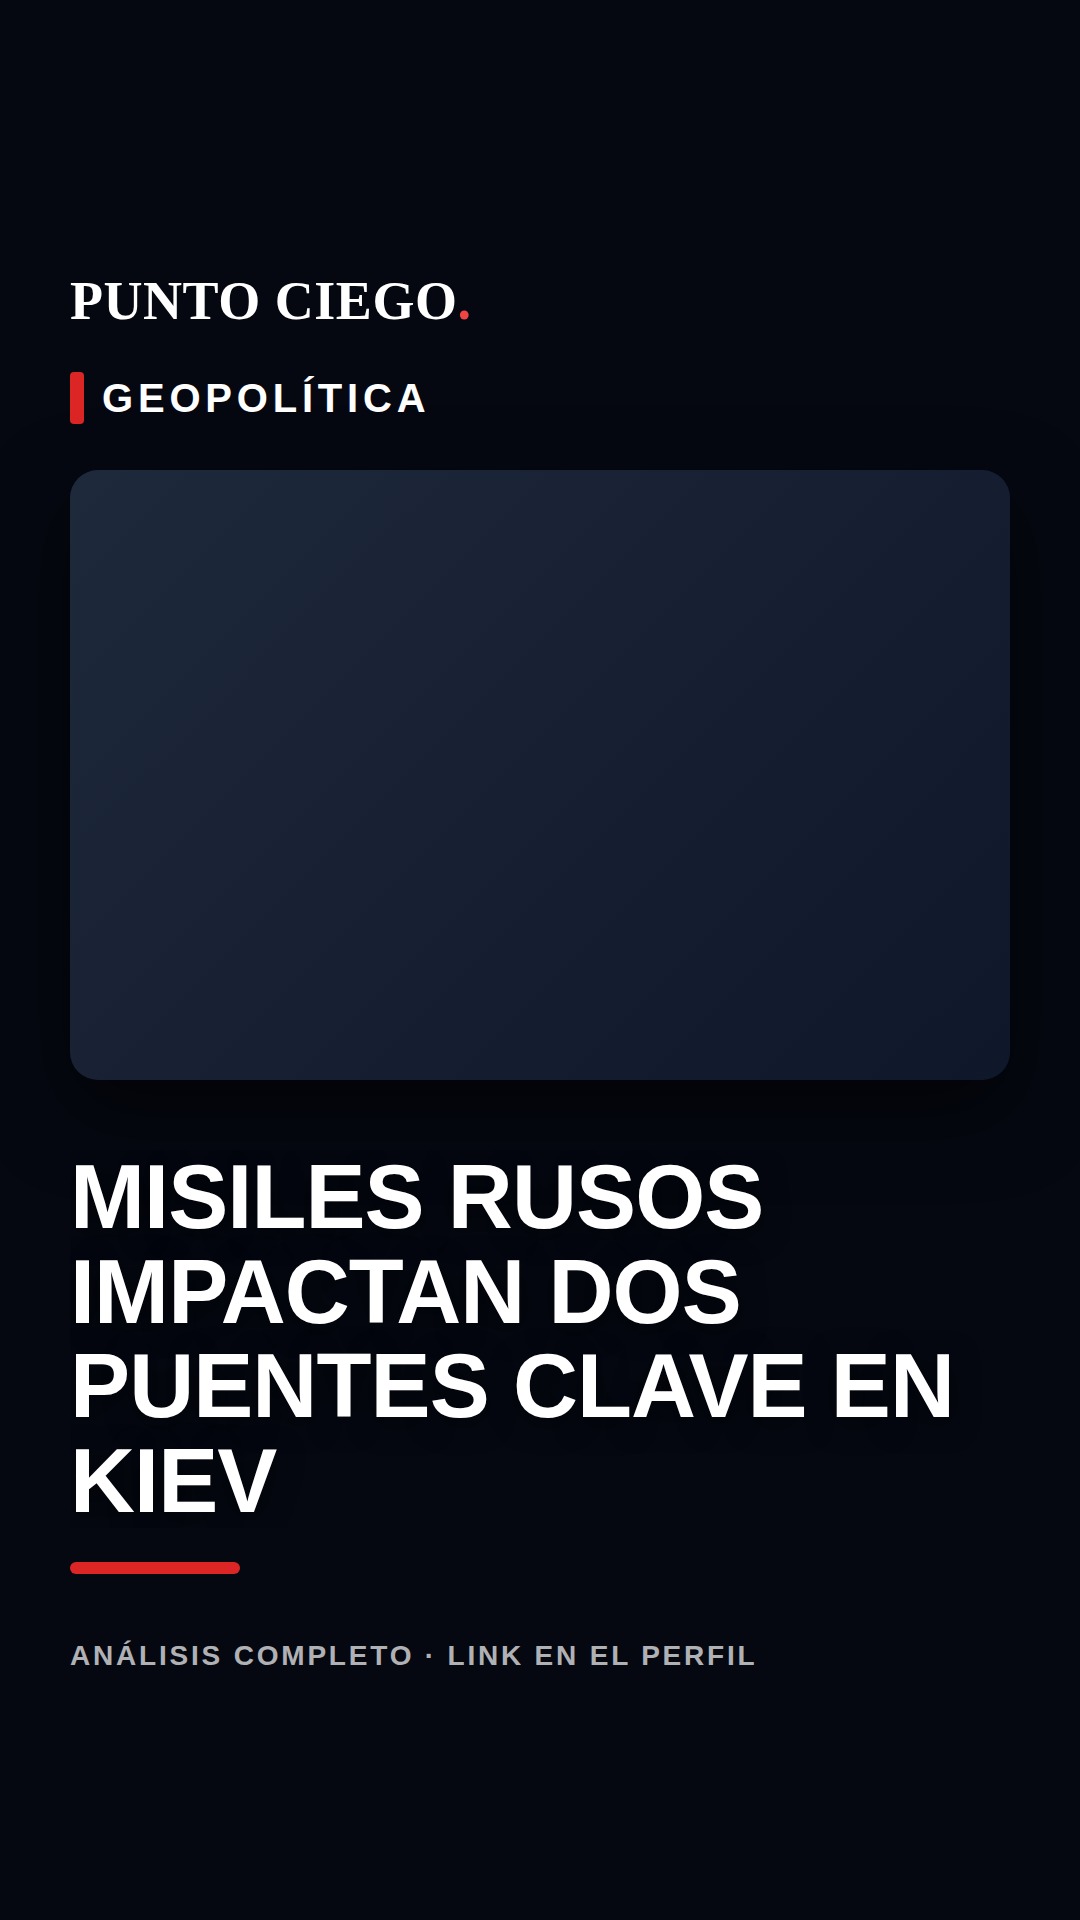 PUNTO CIEGO.
GEOPOLÍTICA
MISILES RUSOS
IMPACTAN DOS
PUENTES CLAVE EN
KIEV
ANÁLISIS COMPLETO · LINK EN EL PERFIL